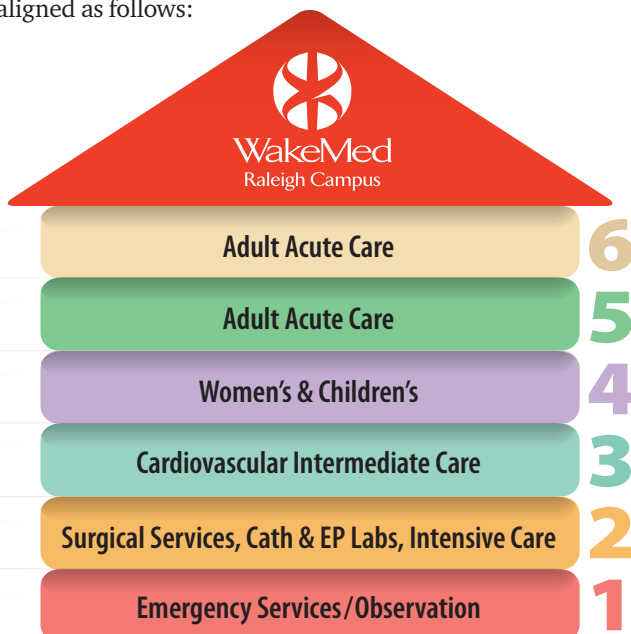 aligned as follows:
WakeMed
Raleigh Campus
Adult Acute Care 6
Adult Acute Care 5
Women's & Children's 4
Cardiovascular Intermediate Care 3
Surgical Services, Cath & EP Labs, Intensive Care 2
Emergency Services/Observation 1